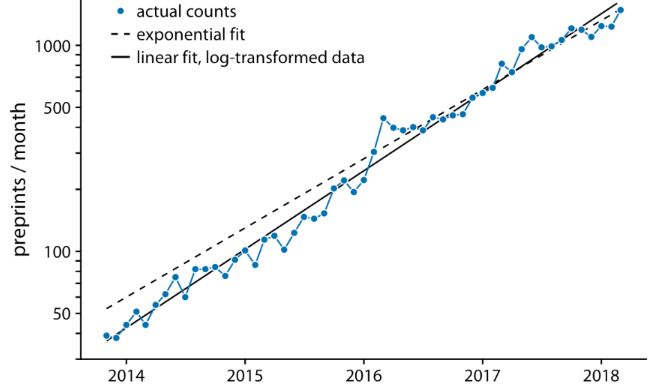 actual counts
exponential fit
linear fit, log-transformed data
preprints / month
1000
500
100
50
2014 2015 2016 2017 2018